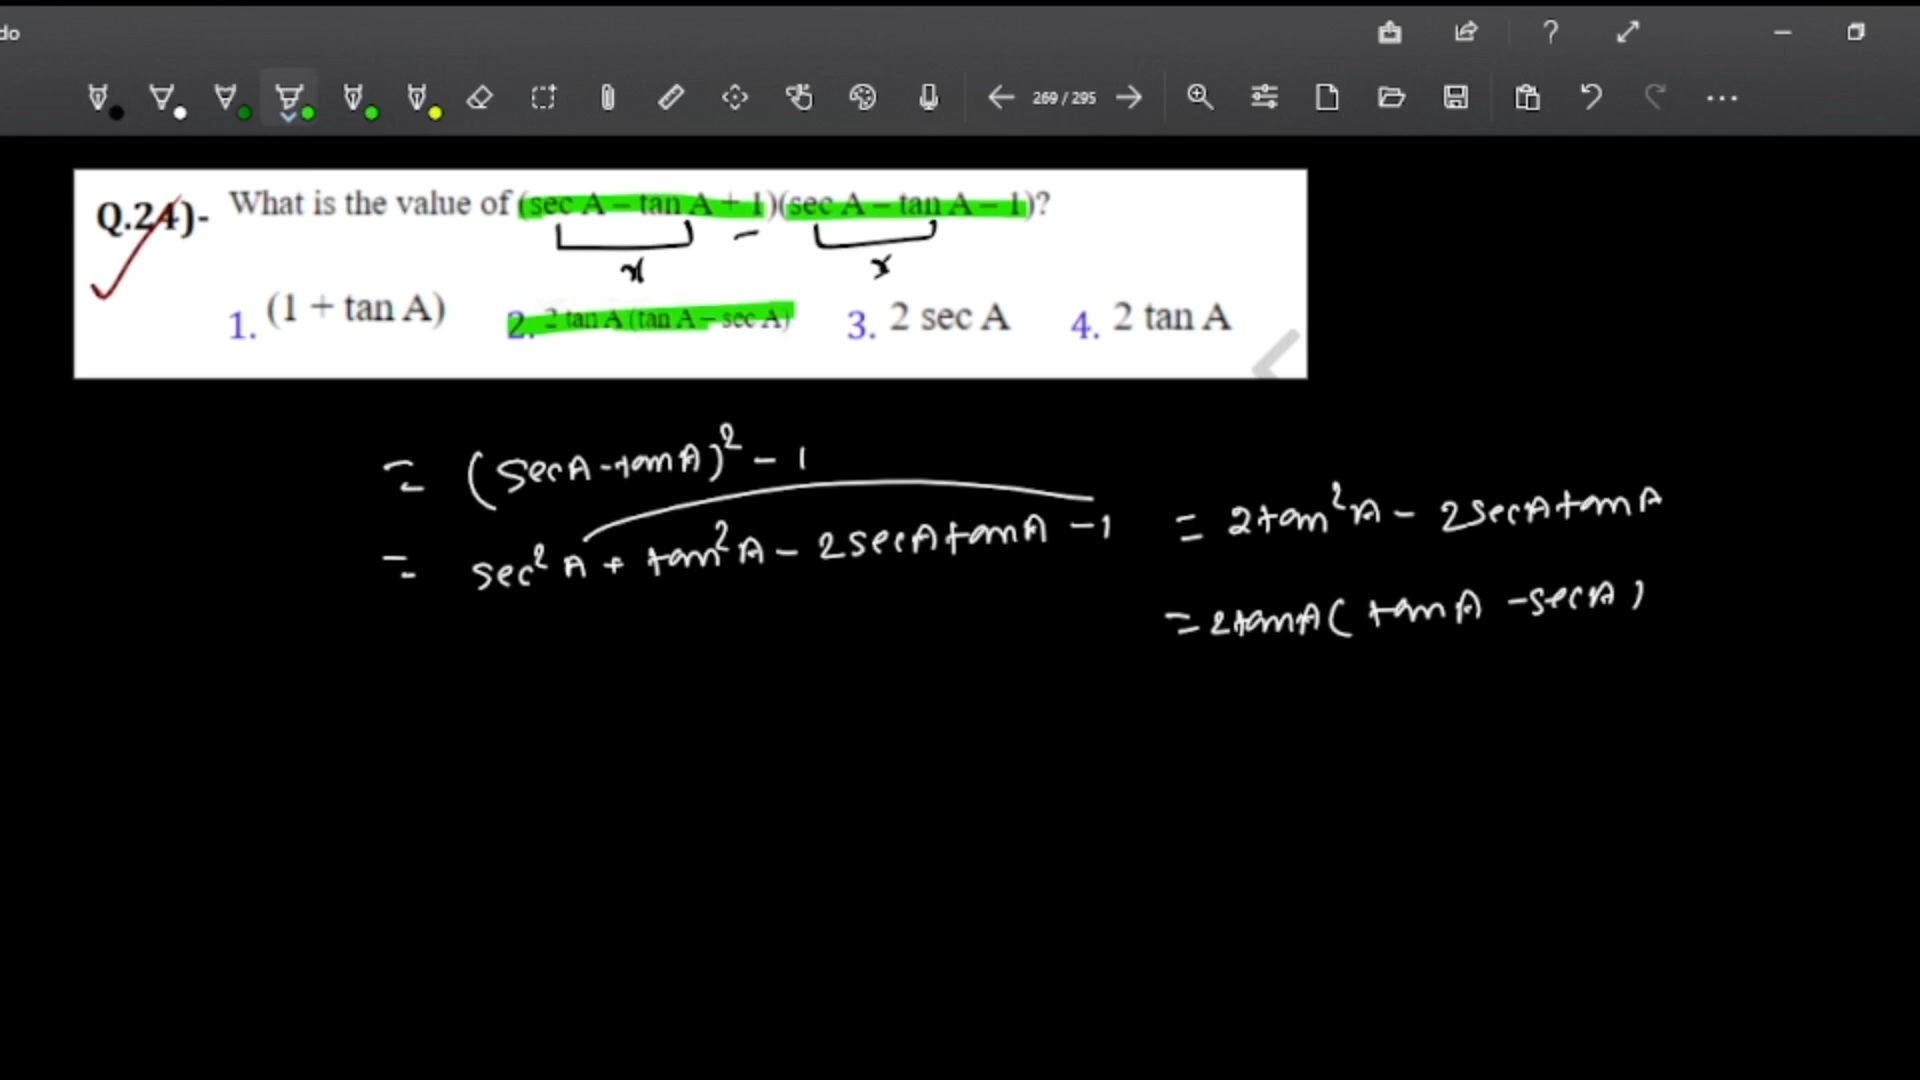 do
269 / 295
Q.24)- What is the value of (sec A – tan A + 1)(sec A – tan A – 1)?
x x
1. (1 + tan A) 2. 2 tan A (tan A – sec A) 3. 2 sec A 4. 2 tan A
= (secA-tanA)² - 1
= sec²A + tan²A - 2secAtanA - 1 = 2tan²A - 2secAtanA
= 2tanA( tanA - secA)